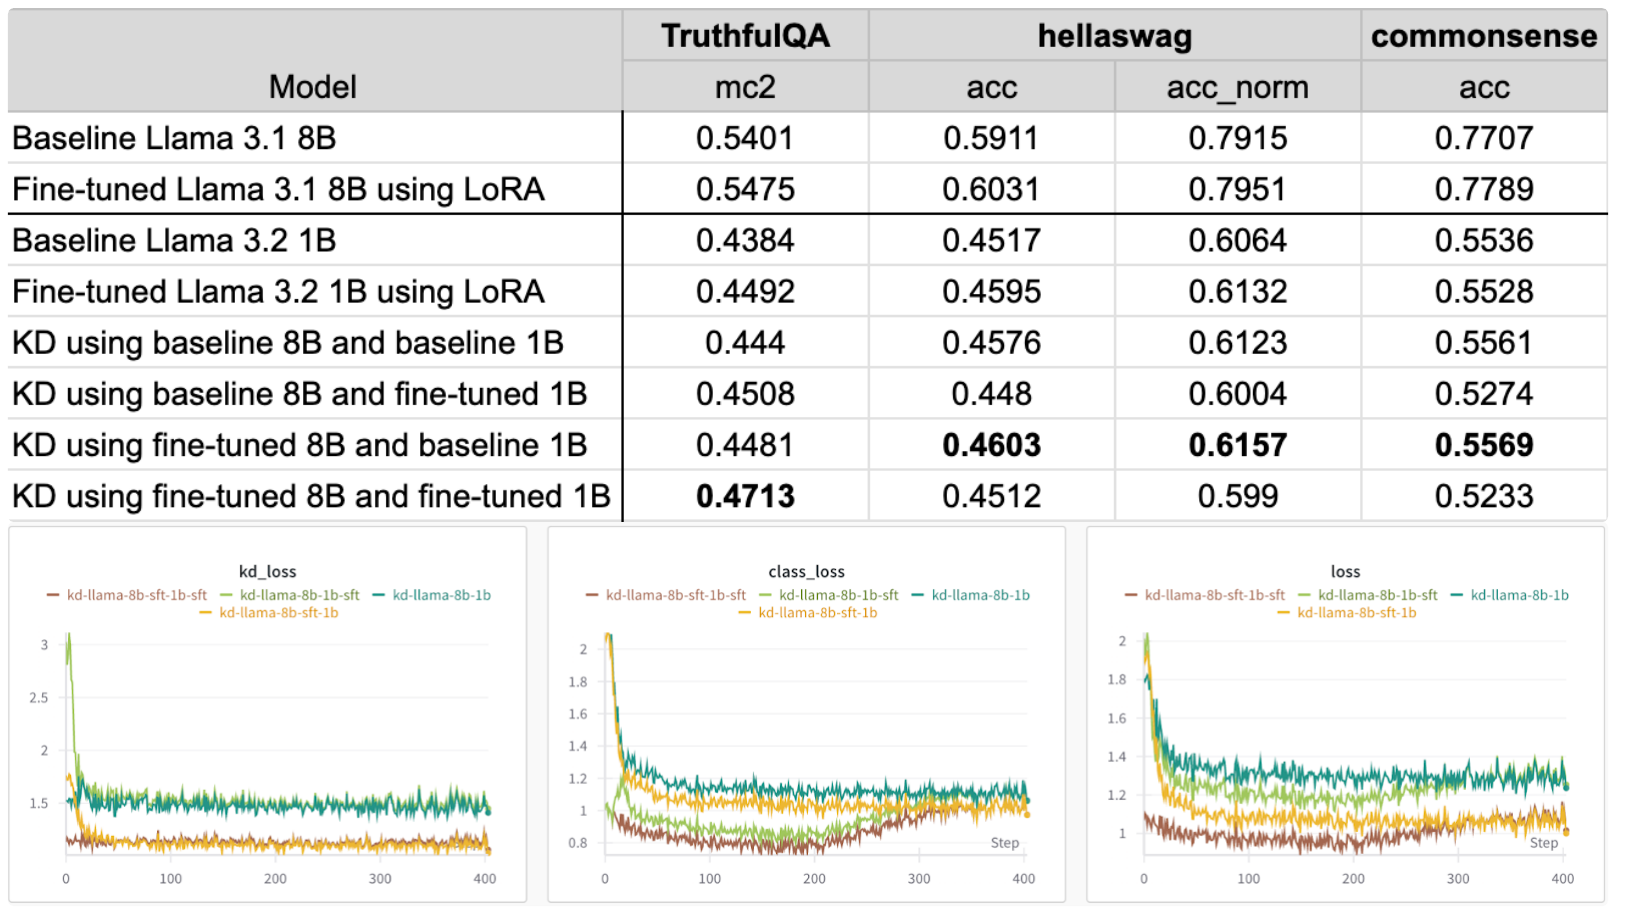 TruthfulQA hellaswag commonsense
Model mc2 acc acc_norm acc
Baseline Llama 3.1 8B 0.5401 0.5911 0.7915 0.7707
Fine-tuned Llama 3.1 8B using LoRA 0.5475 0.6031 0.7951 0.7789
Baseline Llama 3.2 1B 0.4384 0.4517 0.6064 0.5536
Fine-tuned Llama 3.2 1B using LoRA 0.4492 0.4595 0.6132 0.5528
KD using baseline 8B and baseline 1B 0.444 0.4576 0.6123 0.5561
KD using baseline 8B and fine-tuned 1B 0.4508 0.448 0.6004 0.5274
KD using fine-tuned 8B and baseline 1B 0.4481 0.4603 0.6157 0.5569
KD using fine-tuned 8B and fine-tuned 1B 0.4713 0.4512 0.599 0.5233
kd_loss
kd-llama-8b-sft-1b-sft kd-llama-8b-1b-sft kd-llama-8b-1b
kd-llama-8b-sft-1b
3
2.5
2
1.5
0 100 200 300 400
class_loss
kd-llama-8b-sft-1b-sft kd-llama-8b-1b-sft kd-llama-8b-1b
kd-llama-8b-sft-1b
2
1.8
1.6
1.4
1.2
1
0.8
Step
0 100 200 300 400
loss
kd-llama-8b-sft-1b-sft kd-llama-8b-1b-sft kd-llama-8b-1b
kd-llama-8b-sft-1b
2
1.8
1.6
1.4
1.2
1
Step
0 100 200 300 400